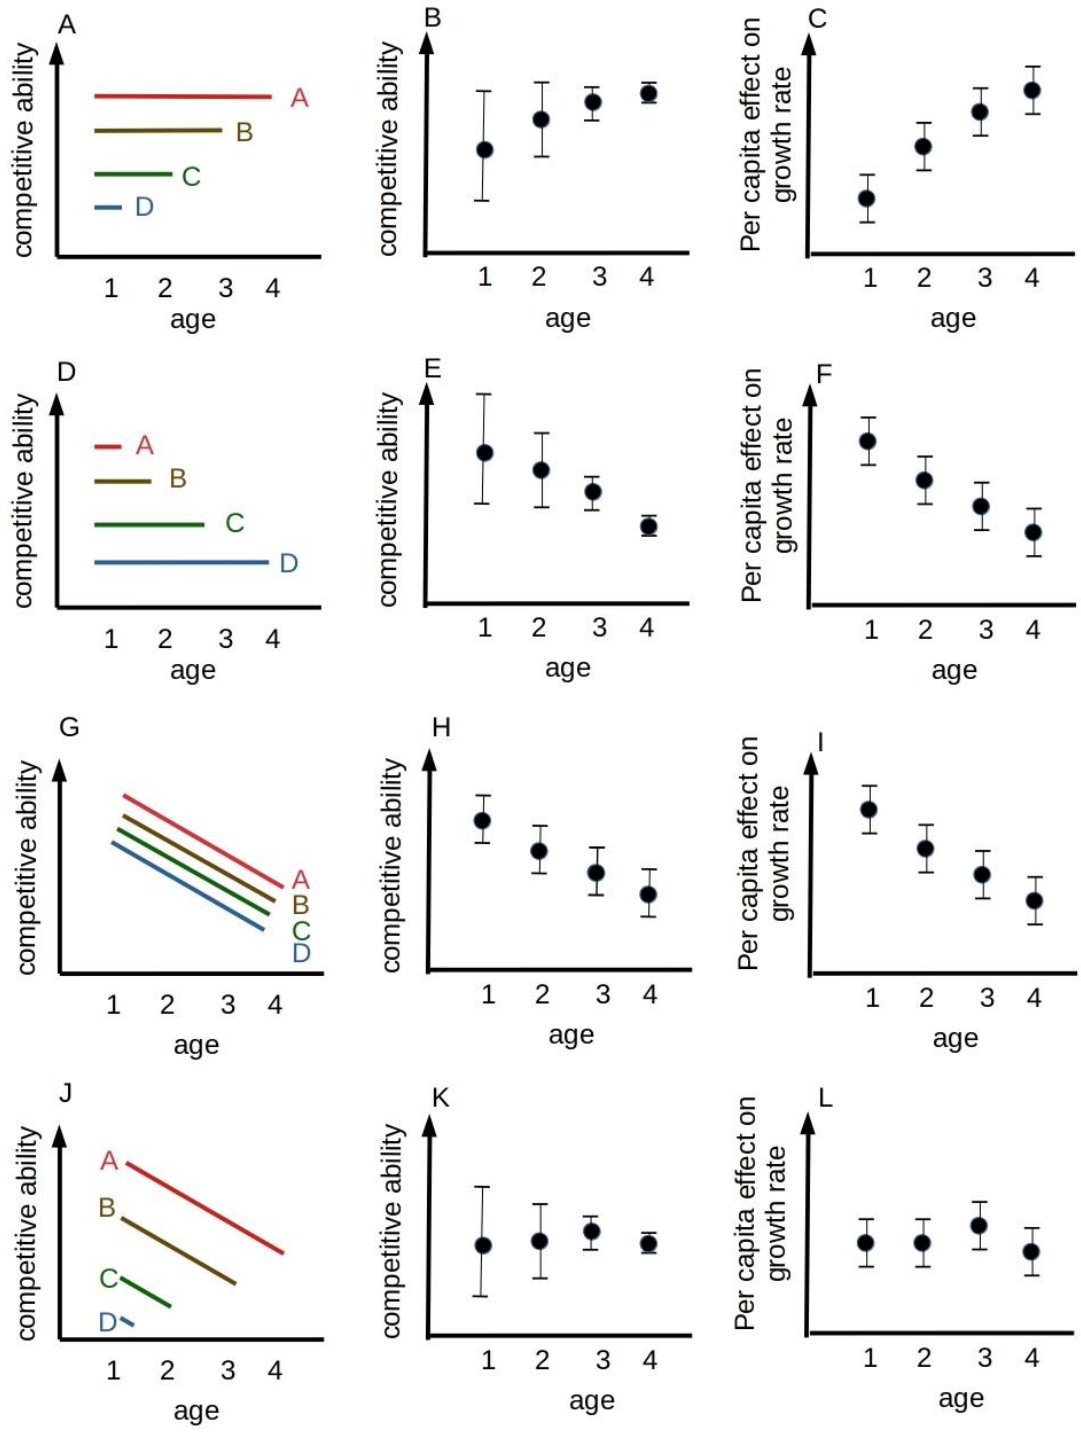 A
competitive ability
A
B
C
D
1 2 3 4
age
B
competitive ability
1 2 3 4
age
C
Per capita effect on
growth rate
1 2 3 4
age
D
competitive ability
A
B
C
D
1 2 3 4
age
E
competitive ability
1 2 3 4
age
F
Per capita effect on
growth rate
1 2 3 4
age
G
competitive ability
A
B
C
D
1 2 3 4
age
H
competitive ability
1 2 3 4
age
I
Per capita effect on
growth rate
1 2 3 4
age
J
competitive ability
A
B
C
D
1 2 3 4
age
K
competitive ability
1 2 3 4
age
L
Per capita effect on
growth rate
1 2 3 4
age